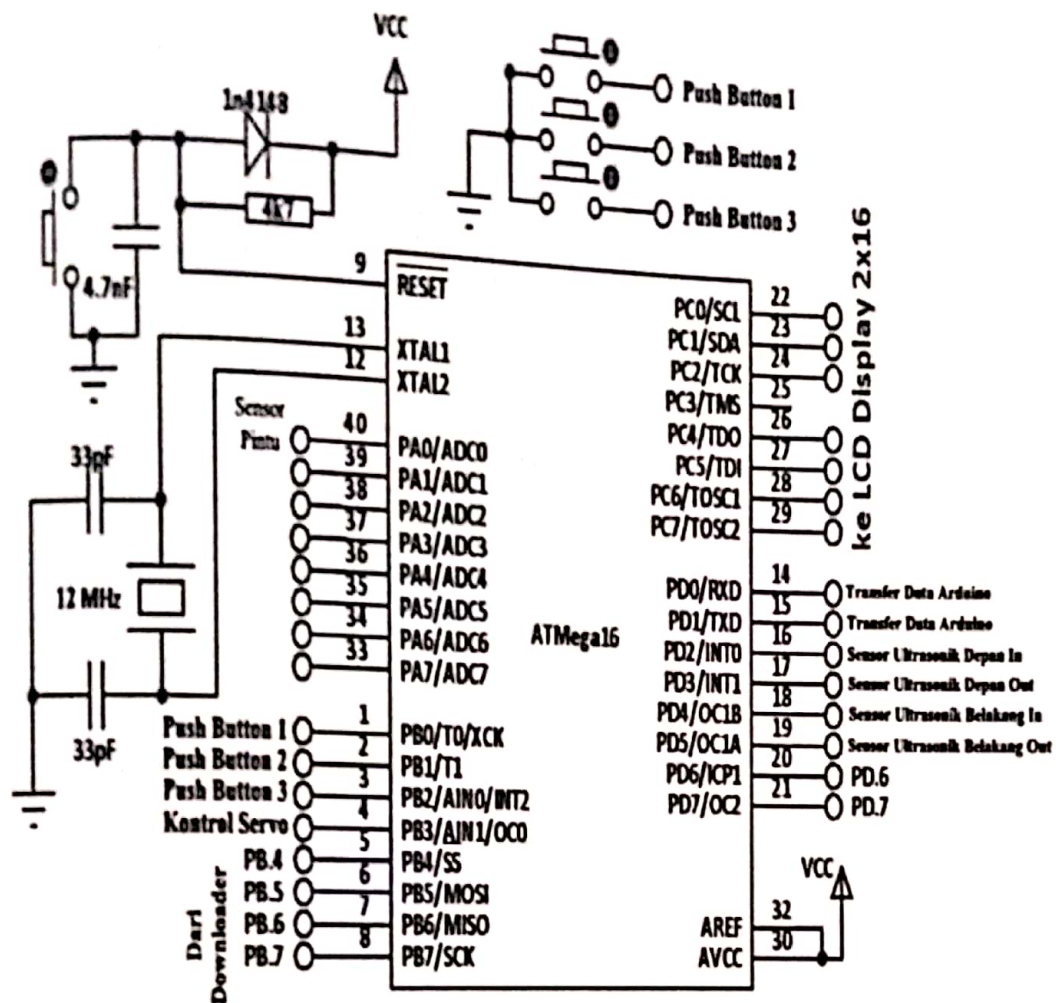 VCC
1n4148
4k7
4.7nF
Push Button 1
Push Button 2
Push Button 3
9
RESET
13
XTAL1
12
XTAL2
Sensor
Pintu
40
PA0/ADC0
39
PA1/ADC1
38
PA2/ADC2
37
PA3/ADC3
36
PA4/ADC4
35
PA5/ADC5
34
PA6/ADC6
33
PA7/ADC7
33pF
12 MHz
33pF
ATMega16
Push Button 1
1
PB0/T0/XCK
Push Button 2
2
PB1/T1
Push Button 3
3
PB2/AIN0/INT2
Kontrol Servo
4
PB3/AIN1/OC0
PB.4
5
PB4/SS
PB.5
6
PB5/MOSI
PB.6
7
PB6/MISO
PB.7
8
PB7/SCK
Dari
Downloader
PC0/SCL
22
PC1/SDA
23
PC2/TCK
24
PC3/TMS
25
PC4/TDO
26
PC5/TDI
27
PC6/TOSC1
28
PC7/TOSC2
29
ke LCD Display 2x16
PD0/RXD
14
Transfer Data Arduino
PD1/TXD
15
Transfer Data Arduino
PD2/INT0
16
Sensor Ultrasonik Depan In
PD3/INT1
17
Sensor Ultrasonik Depan Out
PD4/OC1B
18
Sensor Ultrasonik Belakang In
PD5/OC1A
19
Sensor Ultrasonik Belakang Out
PD6/ICP1
20
PD.6
PD7/OC2
21
PD.7
VCC
AREF
32
AVCC
30